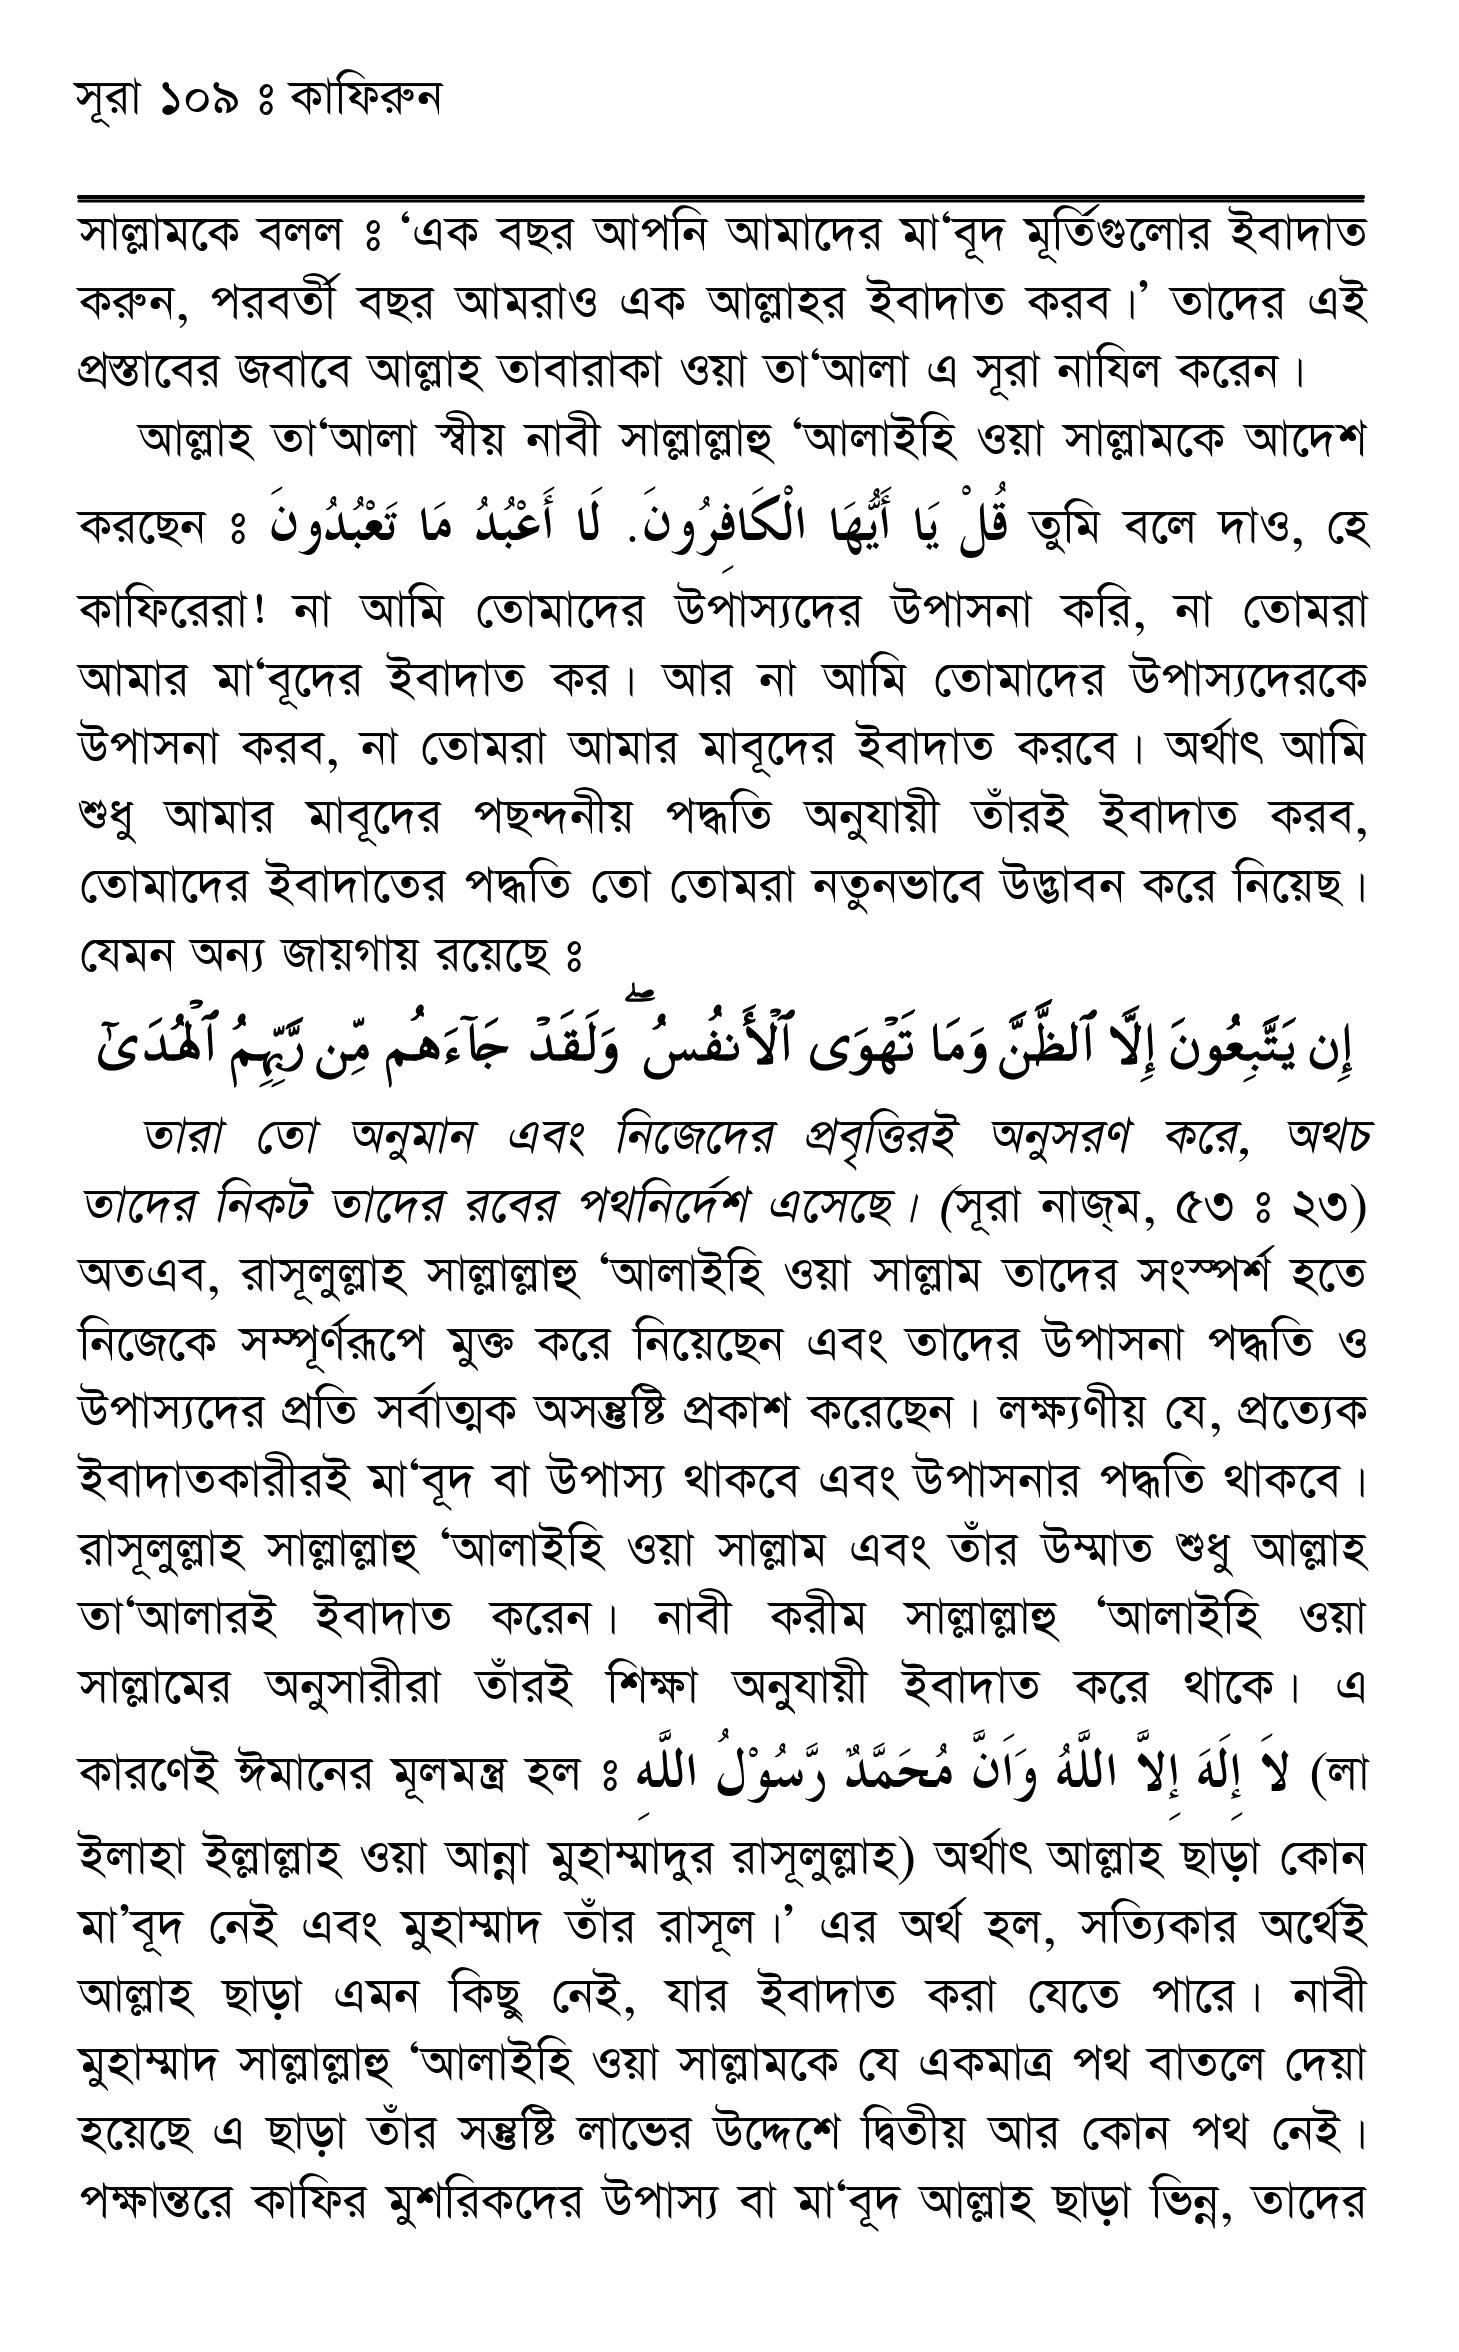 সূরা ১০৯ ঃ কাফিরুন
সাল্লামকে বলল ঃ ‘এক বছর আপনি আমাদের মা‘বূদ মূর্তিগুলোর ইবাদাত
করুন, পরবর্তী বছর আমরাও এক আল্লাহর ইবাদাত করব।’ তাদের এই
প্রস্তাবের জবাবে আল্লাহ তাবারাকা ওয়া তা‘আলা এ সূরা নাযিল করেন।
আল্লাহ তা‘আলা স্বীয় নাবী সাল্লাল্লাহু ‘আলাইহি ওয়া সাল্লামকে আদেশ
করছেন ঃ قُلْ يَا أَيُّهَا الْكَافِرُونَ. لَا أَعْبُدُ مَا تَعْبُدُونَ তুমি বলে দাও, হে
কাফিরেরা! না আমি তোমাদের উপাস্যদের উপাসনা করি, না তোমরা
আমার মা‘বূদের ইবাদাত কর। আর না আমি তোমাদের উপাস্যদেরকে
উপাসনা করব, না তোমরা আমার মাবূদের ইবাদাত করবে। অর্থাৎ আমি
শুধু আমার মাবূদের পছন্দনীয় পদ্ধতি অনুযায়ী তাঁরই ইবাদাত করব,
তোমাদের ইবাদাতের পদ্ধতি তো তোমরা নতুনভাবে উদ্ভাবন করে নিয়েছ।
যেমন অন্য জায়গায় রয়েছে ঃ
إِن يَتَّبِعُونَ إِلَّا ٱلظَّنَّ وَمَا تَهْوَى ٱلْأَنفُسُ ۖ وَلَقَدْ جَآءَهُم مِّن رَّبِّهِمُ ٱلْهُدَىٰٓ
তারা তো অনুমান এবং নিজেদের প্রবৃত্তিরই অনুসরণ করে, অথচ
তাদের নিকট তাদের রবের পথনির্দেশ এসেছে। (সূরা নাজ্‌ম, ৫৩ ঃ ২৩)
অতএব, রাসূলুল্লাহ সাল্লাল্লাহু ‘আলাইহি ওয়া সাল্লাম তাদের সংস্পর্শ হতে
নিজেকে সম্পূর্ণরূপে মুক্ত করে নিয়েছেন এবং তাদের উপাসনা পদ্ধতি ও
উপাস্যদের প্রতি সর্বাত্মক অসন্তুষ্টি প্রকাশ করেছেন। লক্ষ্যণীয় যে, প্রত্যেক
ইবাদাতকারীরই মা‘বূদ বা উপাস্য থাকবে এবং উপাসনার পদ্ধতি থাকবে।
রাসূলুল্লাহ সাল্লাল্লাহু ‘আলাইহি ওয়া সাল্লাম এবং তাঁর উম্মাত শুধু আল্লাহ
তা‘আলারই ইবাদাত করেন। নাবী করীম সাল্লাল্লাহু ‘আলাইহি ওয়া
সাল্লামের অনুসারীরা তাঁরই শিক্ষা অনুযায়ী ইবাদাত করে থাকে। এ
কারণেই ঈমানের মূলমন্ত্র হল ঃ لاَ إِلَهَ إِلاَّ اللَّهُ وَاَنَّ مُحَمَّدٌ رَّسُوْلُ اللَّهِ (লা
ইলাহা ইল্লাল্লাহ ওয়া আন্না মুহাম্মাদুর রাসূলুল্লাহ) অর্থাৎ আল্লাহ ছাড়া কোন
মা’বূদ নেই এবং মুহাম্মাদ তাঁর রাসূল।’ এর অর্থ হল, সত্যিকার অর্থেই
আল্লাহ ছাড়া এমন কিছু নেই, যার ইবাদাত করা যেতে পারে। নাবী
মুহাম্মাদ সাল্লাল্লাহু ‘আলাইহি ওয়া সাল্লামকে যে একমাত্র পথ বাতলে দেয়া
হয়েছে এ ছাড়া তাঁর সন্তুষ্টি লাভের উদ্দেশে দ্বিতীয় আর কোন পথ নেই।
পক্ষান্তরে কাফির মুশরিকদের উপাস্য বা মা‘বূদ আল্লাহ ছাড়া ভিন্ন, তাদের